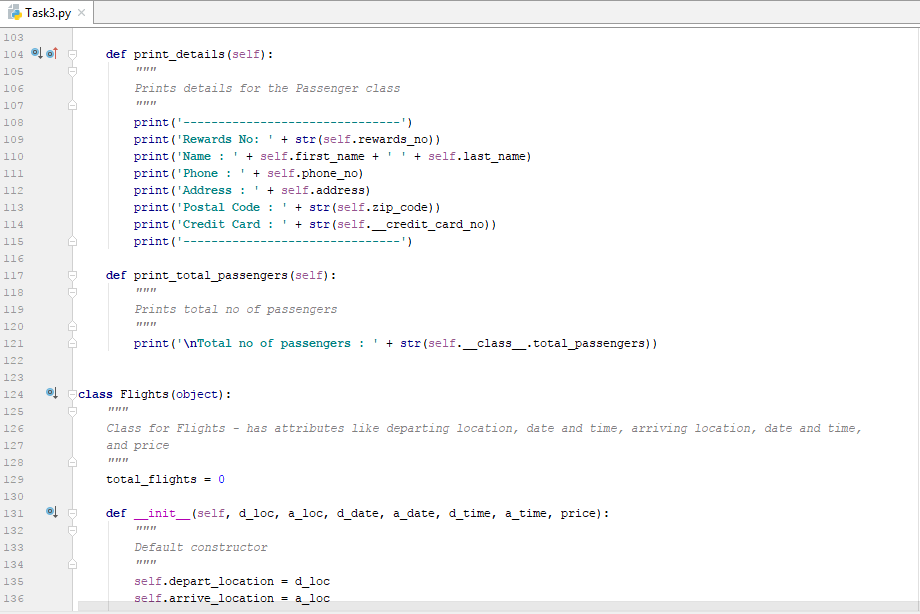 Task3.py
103
104 def print_details(self):
105 """
106 Prints details for the Passenger class
107 """
108 print('-------------------------------')
109 print('Rewards No: ' + str(self.rewards_no))
110 print('Name : ' + self.first_name + ' ' + self.last_name)
111 print('Phone : ' + self.phone_no)
112 print('Address : ' + self.address)
113 print('Postal Code : ' + str(self.zip_code))
114 print('Credit Card : ' + str(self.__credit_card_no))
115 print('-------------------------------')
116
117 def print_total_passengers(self):
118 """
119 Prints total no of passengers
120 """
121 print('\nTotal no of passengers : ' + str(self.__class__.total_passengers))
122
123
124 class Flights(object):
125 """
126 Class for Flights - has attributes like departing location, date and time, arriving location, date and time,
127 and price
128 """
129 total_flights = 0
130
131 def __init__(self, d_loc, a_loc, d_date, a_date, d_time, a_time, price):
132 """
133 Default constructor
134 """
135 self.depart_location = d_loc
136 self.arrive_location = a_loc